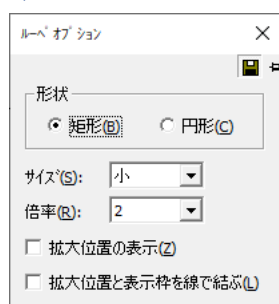 ﾙｰﾍﾟ ｵﾌﾟｼｮﾝ
形状
矩形(B)
円形(C)
ｻｲｽﾞ(S): 小
倍率(R): 2
拡大位置の表示(Z)
拡大位置と表示枠を線で結ぶ(L)